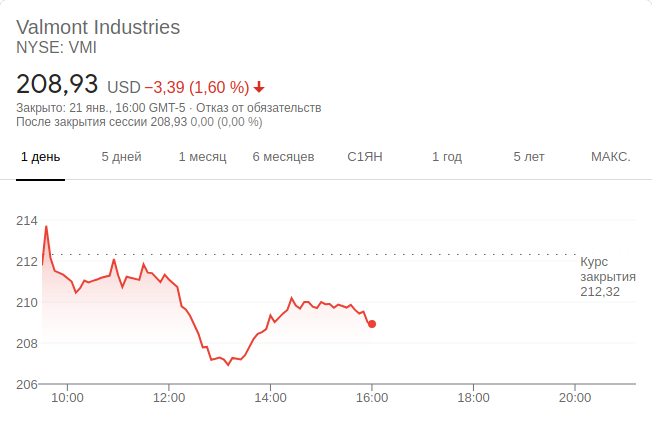 Valmont Industries
NYSE: VMI
208,93 USD −3,39 (1,60 %)
Закрыто: 21 янв., 16:00 GMT-5 · Отказ от обязательств
После закрытия сессии 208,93 0,00 (0,00 %)
1 день 5 дней 1 месяц 6 месяцев С1ЯН 1 год 5 лет МАКС.
214
212
210
208
206
Курс
закрытия
212,32
10:00 12:00 14:00 16:00 18:00 20:00